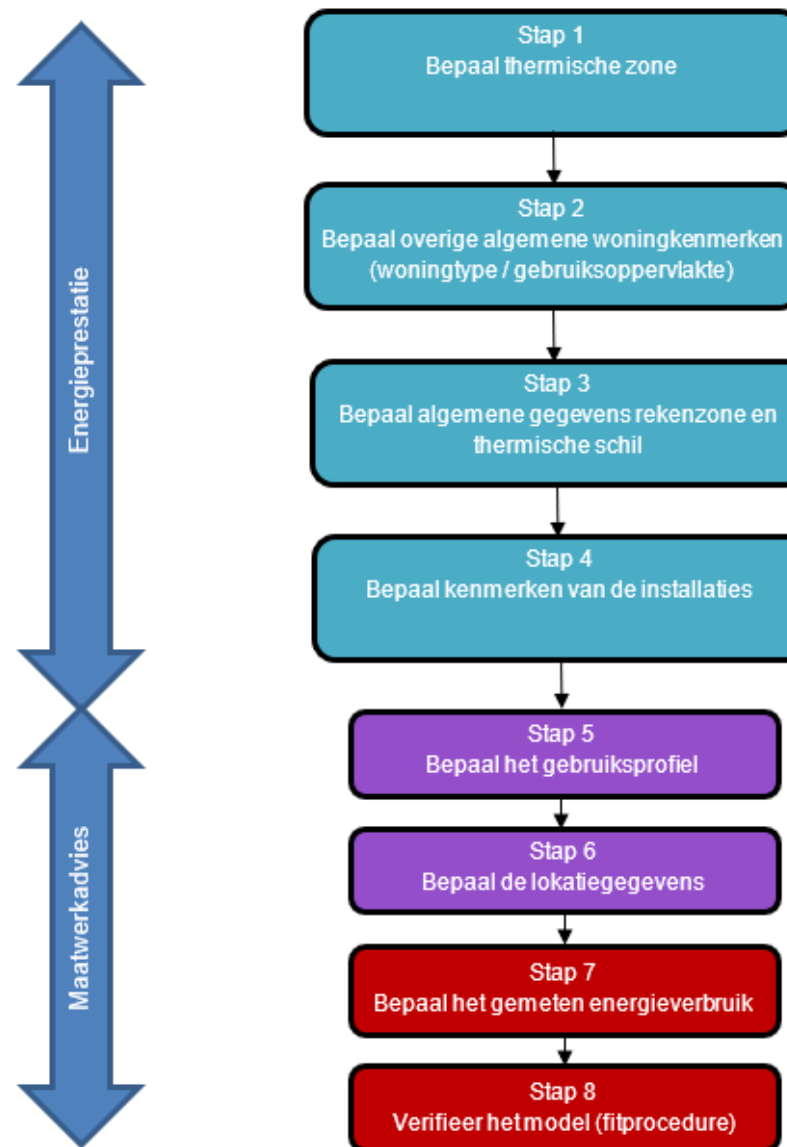 Energieprestatie
Stap 1
Bepaal thermische zone
Stap 2
Bepaal overige algemene woningkenmerken
(woningtype / gebruiksoppervlakte)
Stap 3
Bepaal algemene gegevens rekenzone en
thermische schil
Stap 4
Bepaal kenmerken van de installaties
Maatwerkadvies
Stap 5
Bepaal het gebruiksprofiel
Stap 6
Bepaal de lokatiegegevens
Stap 7
Bepaal het gemeten energieverbruik
Stap 8
Verifieer het model (fitprocedure)